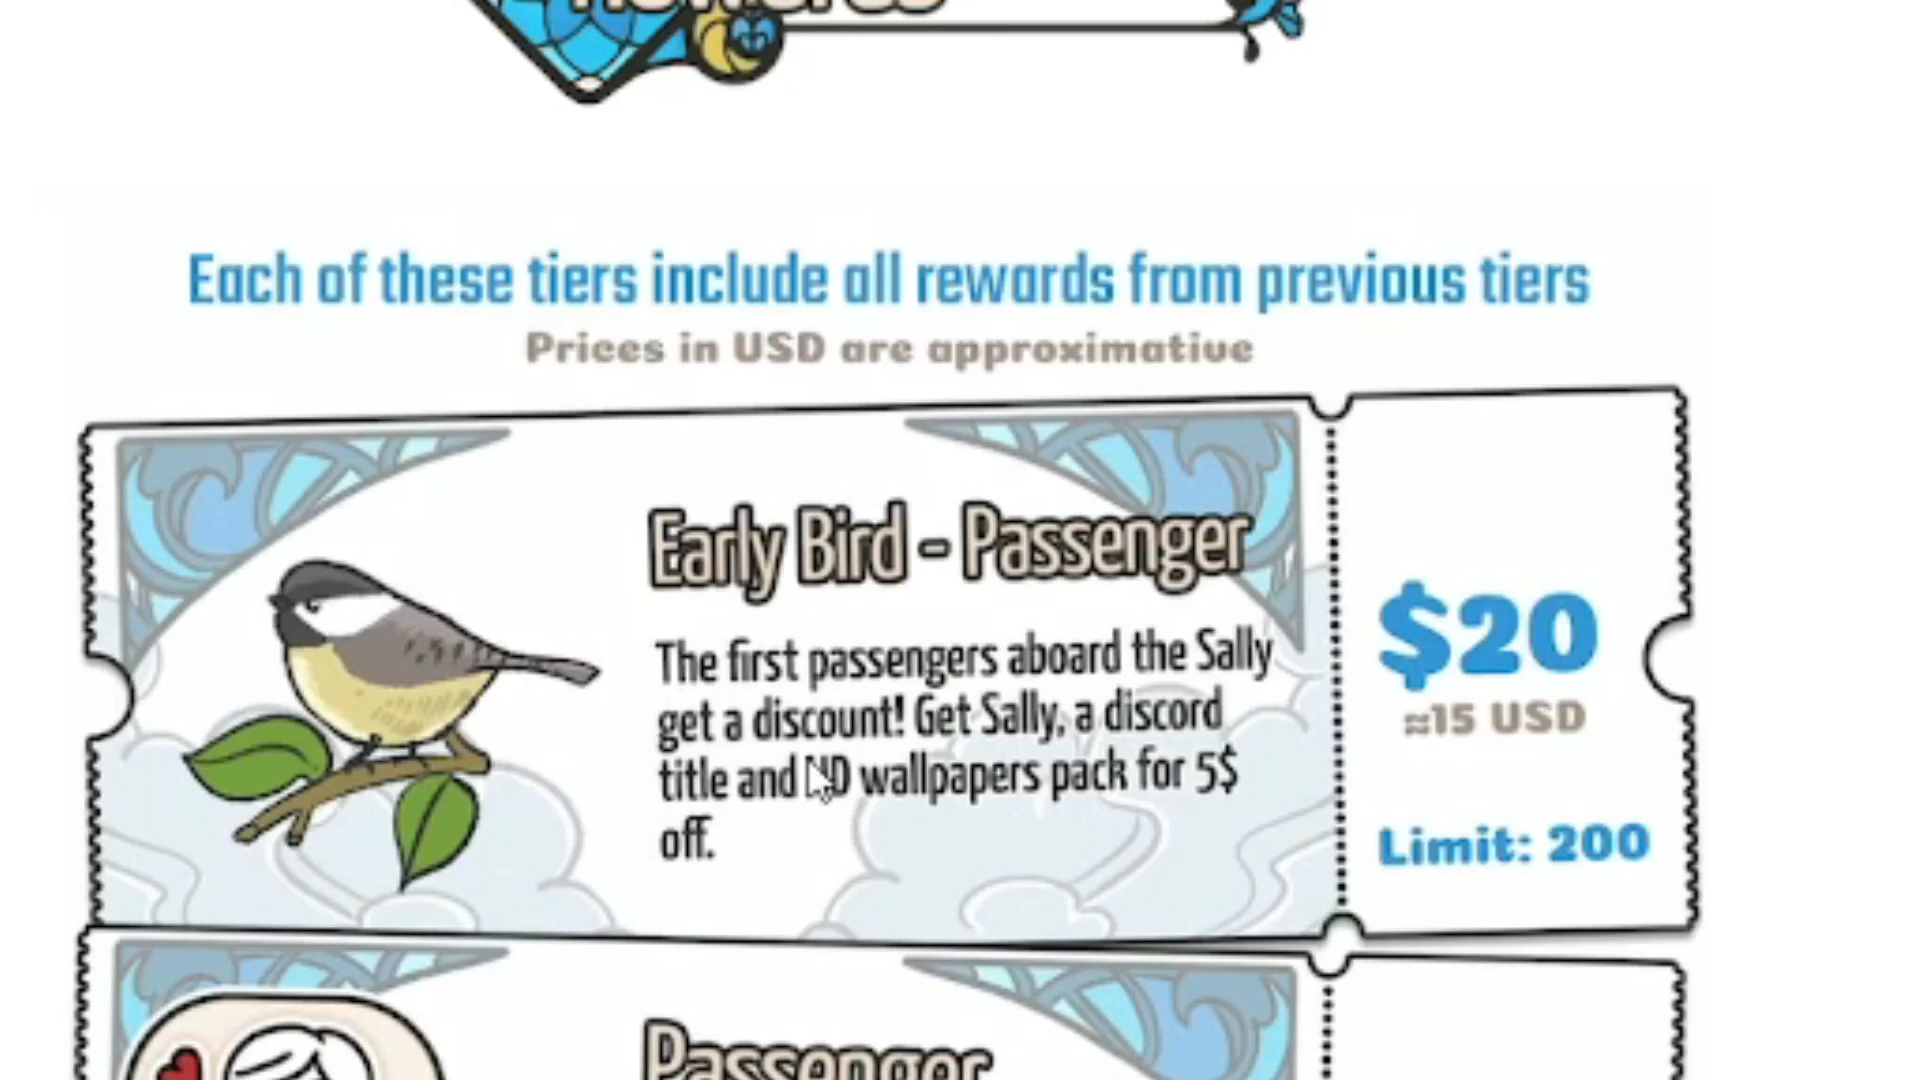 Each of these tiers include all rewards from previous tiers
Prices in USD are approximative
Early Bird - Passenger
The first passengers aboard the Sally
get a discount! Get Sally, a discord
title and HD wallpapers pack for 5$
off.
$20
≈15 USD
Limit: 200
Passenger